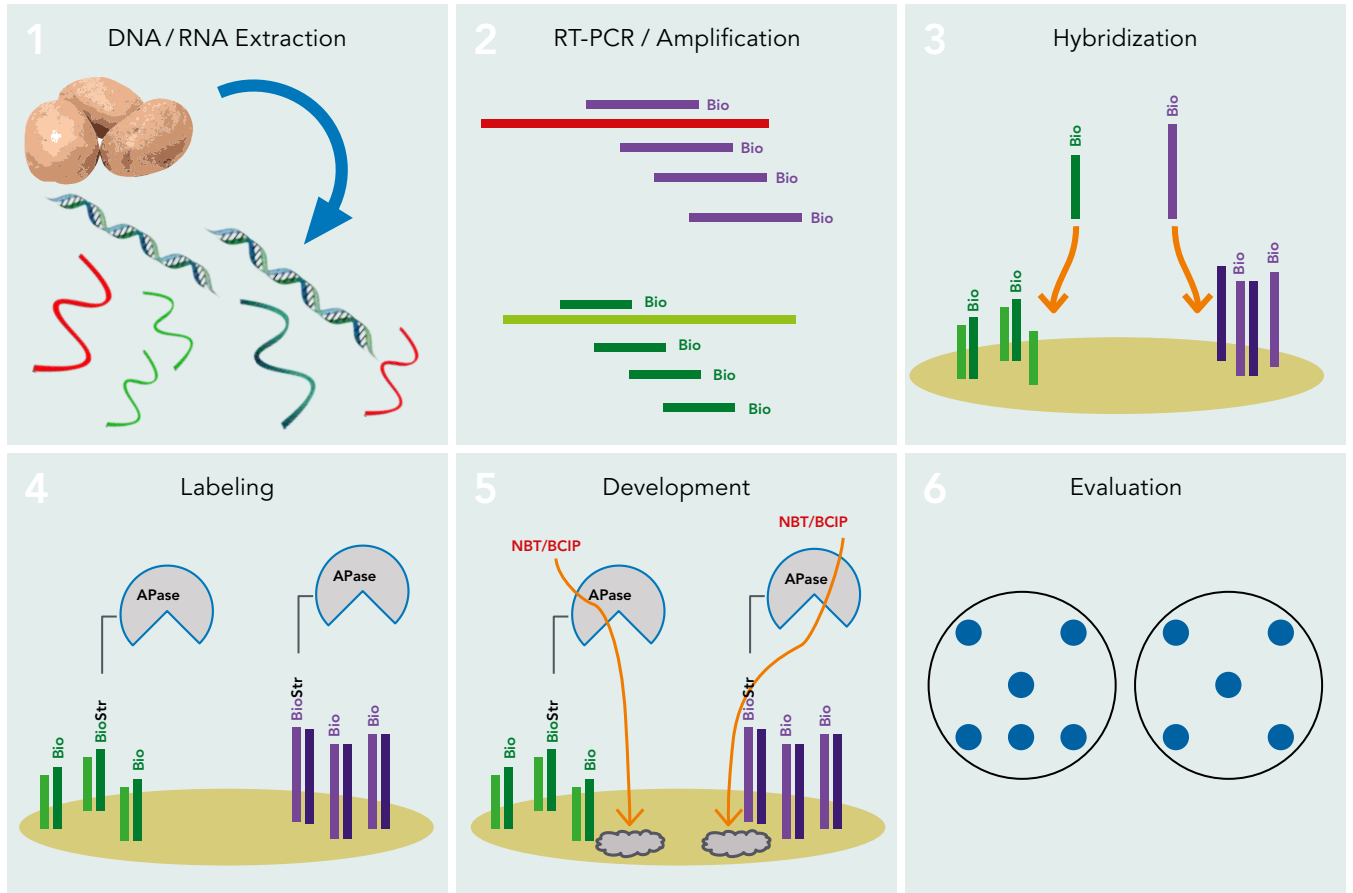 1
DNA / RNA Extraction
2
RT-PCR / Amplification
Bio
Bio
Bio
Bio
Bio
Bio
Bio
Bio
3
Hybridization
Bio
Bio
Bio
Bio
Bio
Bio
4
Labeling
APase
APase
BioStr
Bio
Bio
BioStr
Bio
Bio
5
Development
NBT/BCIP
NBT/BCIP
APase
APase
BioStr
Bio
Bio
BioStr
Bio
Bio
6
Evaluation